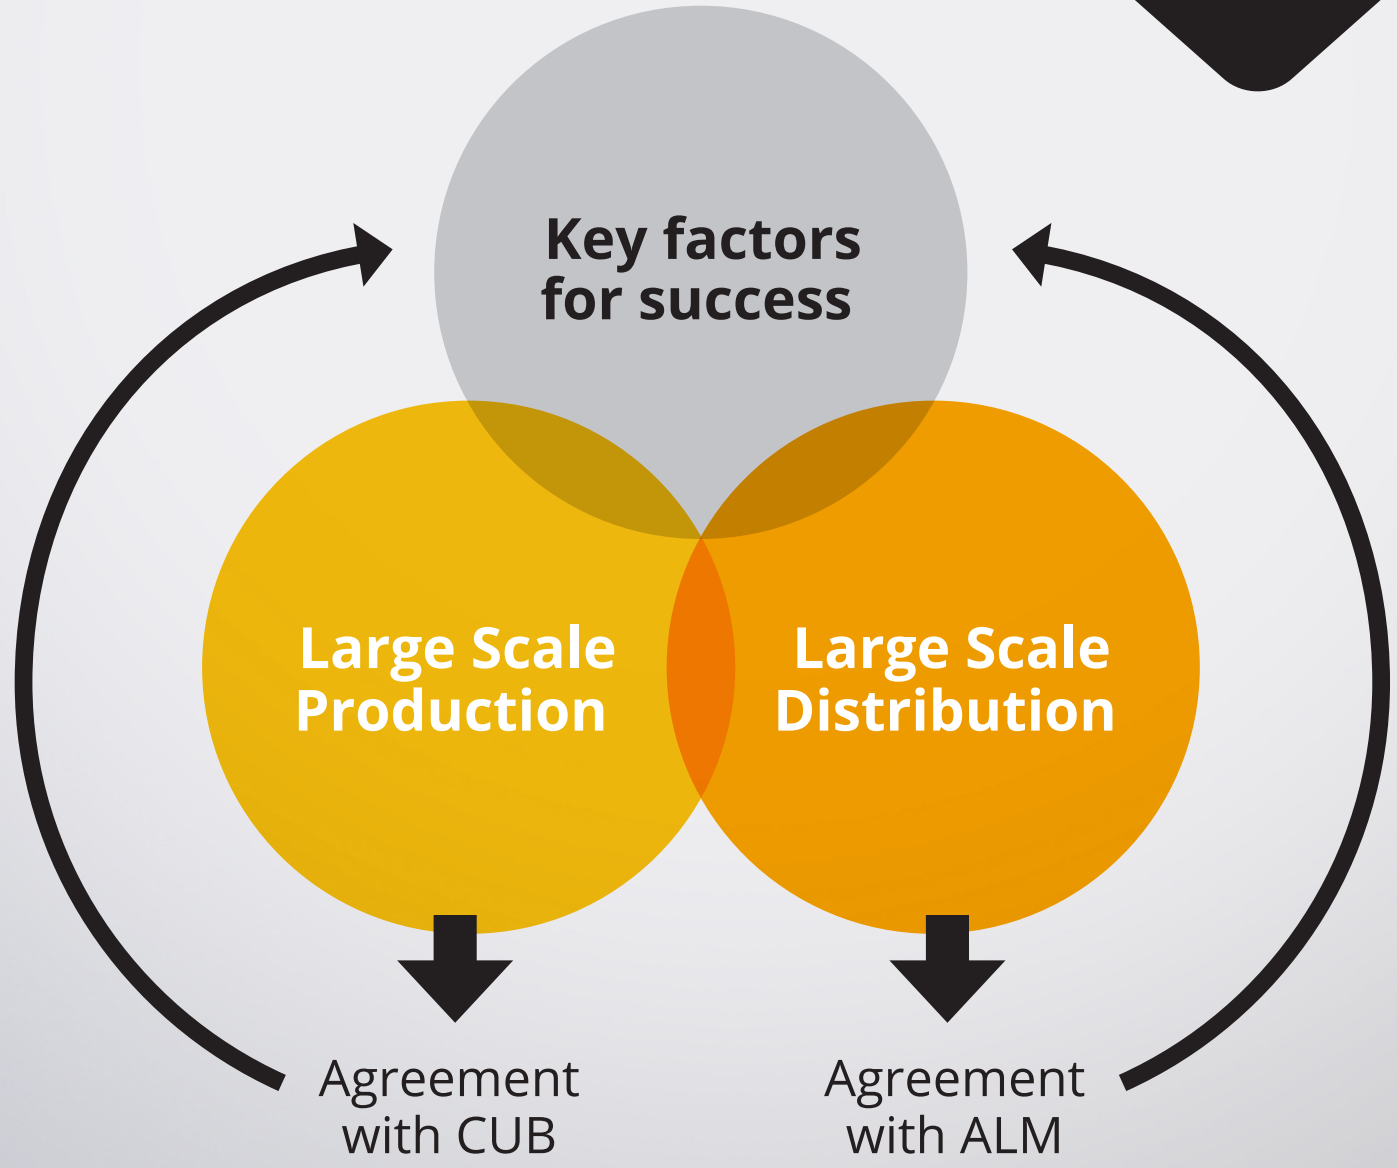 Key factors
for success
Large Scale
Production
Large Scale
Distribution
Agreement
with CUB
Agreement
with ALM